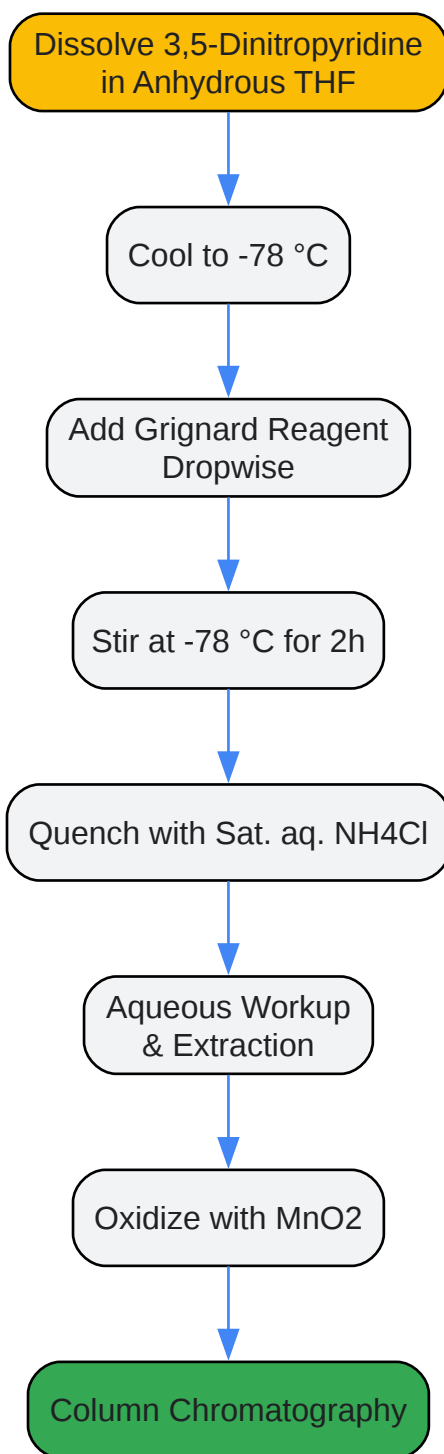 Dissolve 3,5-Dinitropyridine
in Anhydrous THF
Cool to -78 °C
Add Grignard Reagent
Dropwise
Stir at -78 °C for 2h
Quench with Sat. aq. NH4Cl
Aqueous Workup
& Extraction
Oxidize with MnO2
Column Chromatography